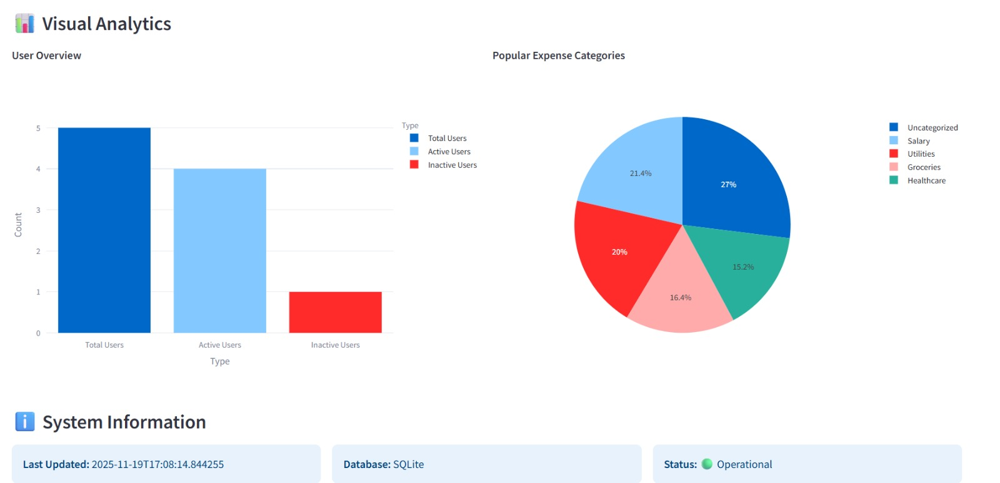 Visual Analytics
User Overview
Popular Expense Categories
5
4
3
2
1
0
Count
Total Users
Active Users
Inactive Users
Type
Type
Total Users
Active Users
Inactive Users
27%
21.4%
20%
16.4%
15.2%
Uncategorized
Salary
Utilities
Groceries
Healthcare
System Information
Last Updated: 2025-11-19T17:08:14.844255
Database: SQLite
Status: Operational